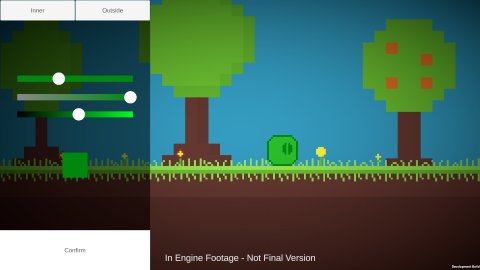 Inner
Outside
Confirm
In Engine Footage - Not Final Version
Development Build